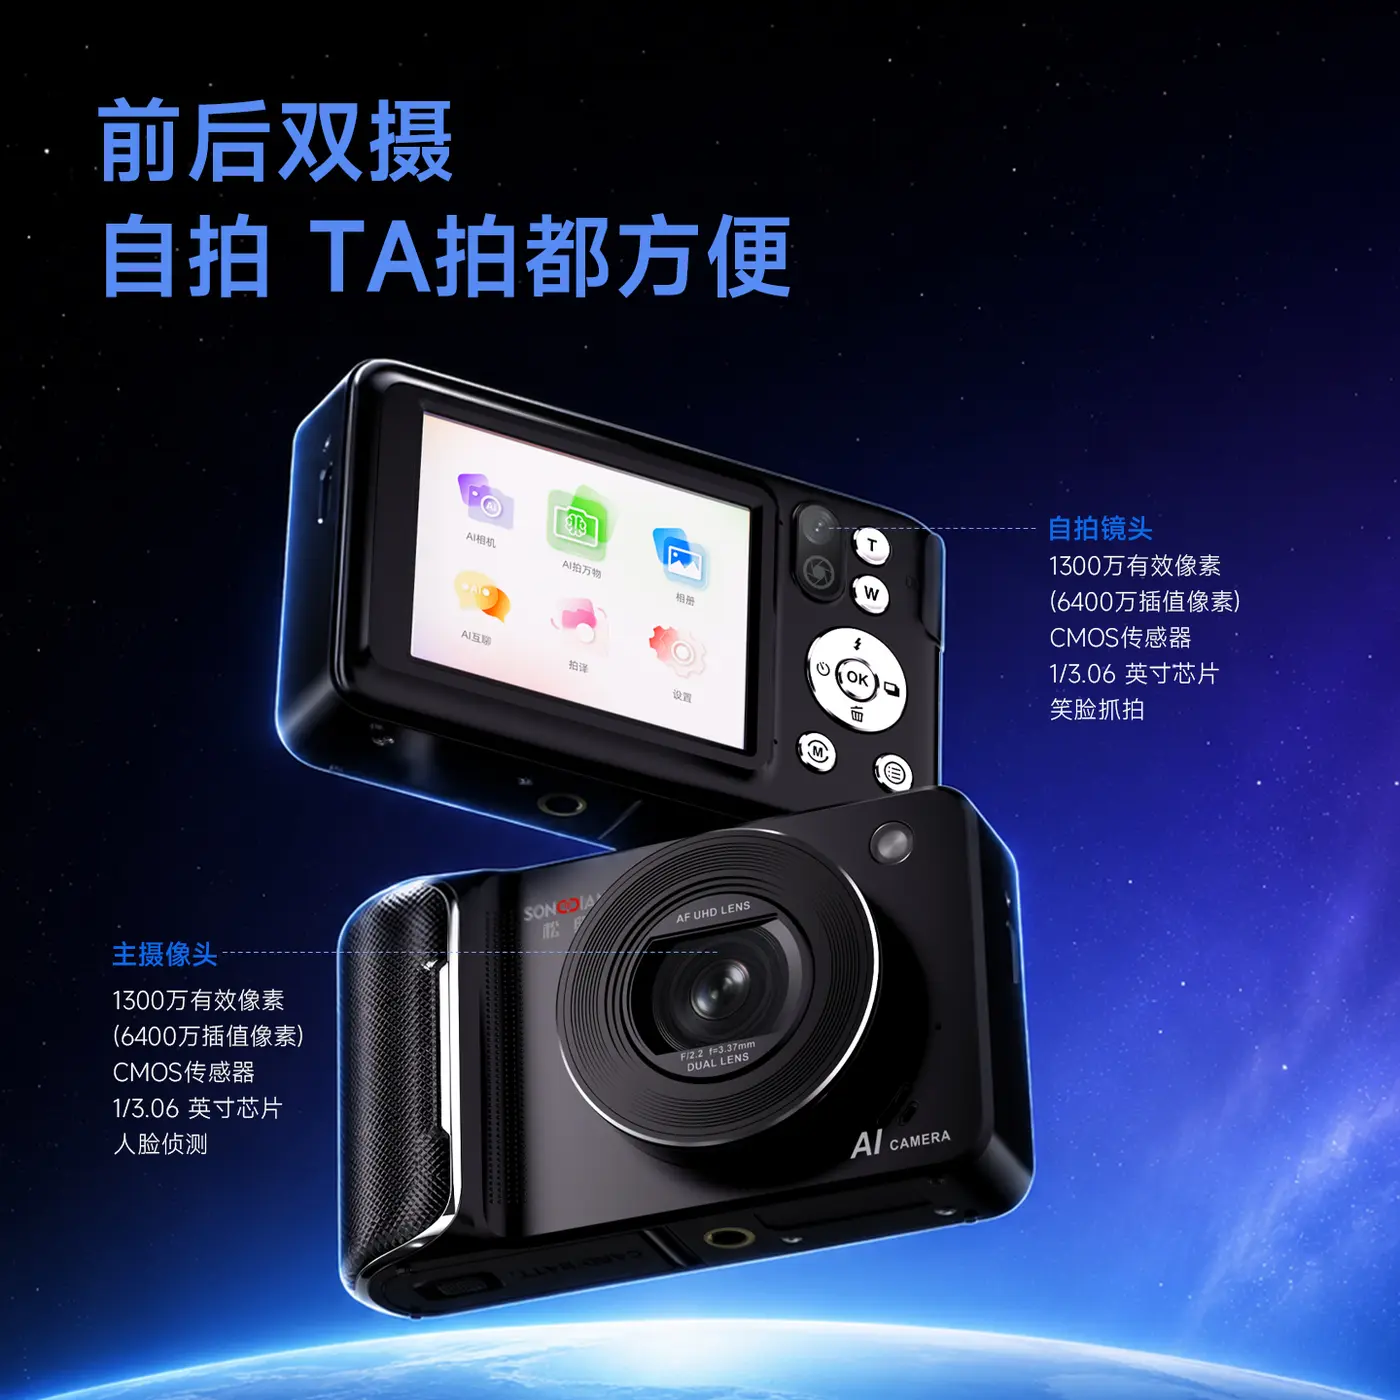 前后双摄
自拍 TA拍都方便
AI相机
AI拍万物
相册
AI互聊
拍译
设置
T
W
OK
M
自拍镜头
1300万有效像素
(6400万插值像素)
CMOS传感器
1/3.06 英寸芯片
笑脸抓拍
主摄像头
1300万有效像素
(6400万插值像素)
CMOS传感器
1/3.06 英寸芯片
人脸侦测
松
AF UHD LENS
F/2.2 f=3.37mm
DUAL LENS
AI CAMERA